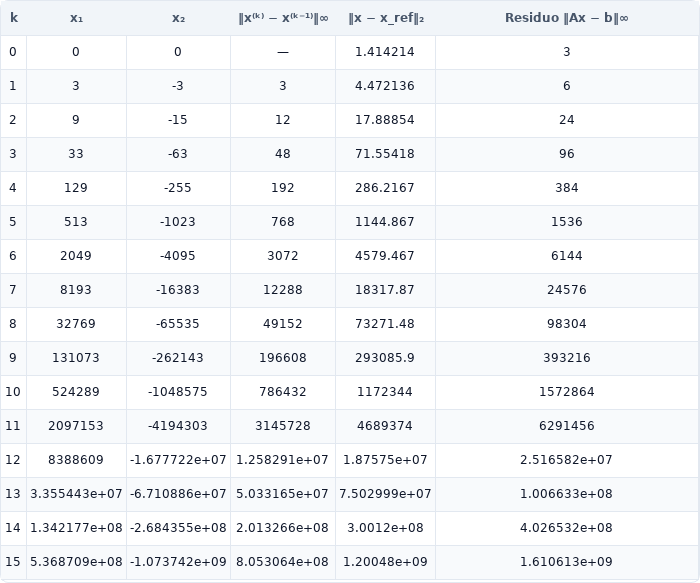 k x₁ x₂ ‖x⁽ᵏ⁾ − x⁽ᵏ⁻¹⁾‖∞ ‖x − x_ref‖₂ Residuo ‖Ax − b‖∞
0 0 0 — 1.414214 3
1 3 -3 3 4.472136 6
2 9 -15 12 17.88854 24
3 33 -63 48 71.55418 96
4 129 -255 192 286.2167 384
5 513 -1023 768 1144.867 1536
6 2049 -4095 3072 4579.467 6144
7 8193 -16383 12288 18317.87 24576
8 32769 -65535 49152 73271.48 98304
9 131073 -262143 196608 293085.9 393216
10 524289 -1048575 786432 1172344 1572864
11 2097153 -4194303 3145728 4689374 6291456
12 8388609 -1.677722e+07 1.258291e+07 1.87575e+07 2.516582e+07
13 3.355443e+07 -6.710886e+07 5.033165e+07 7.502999e+07 1.006633e+08
14 1.342177e+08 -2.684355e+08 2.013266e+08 3.0012e+08 4.026532e+08
15 5.368709e+08 -1.073742e+09 8.053064e+08 1.20048e+09 1.610613e+09